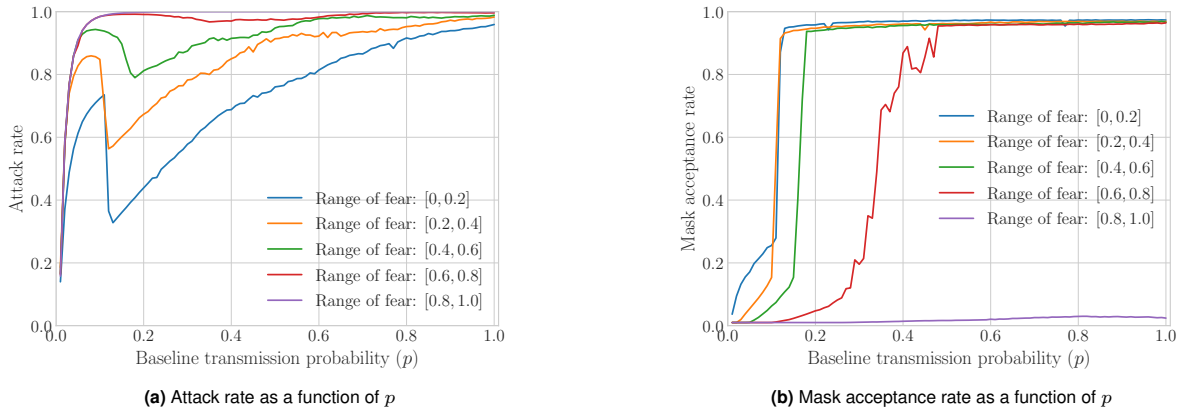 1.0
0.8
0.6
0.4
0.2
0.0
Attack rate
Range of fear: [0, 0.2]
Range of fear: [0.2, 0.4]
Range of fear: [0.4, 0.6]
Range of fear: [0.6, 0.8]
Range of fear: [0.8, 1.0]
0.0 0.2 0.4 0.6 0.8 1.0
Baseline transmission probability (p)
(a) Attack rate as a function of p
1.0
0.8
0.6
0.4
0.2
0.0
Mask acceptance rate
Range of fear: [0, 0.2]
Range of fear: [0.2, 0.4]
Range of fear: [0.4, 0.6]
Range of fear: [0.6, 0.8]
Range of fear: [0.8, 1.0]
0.0 0.2 0.4 0.6 0.8 1.0
Baseline transmission probability (p)
(b) Mask acceptance rate as a function of p